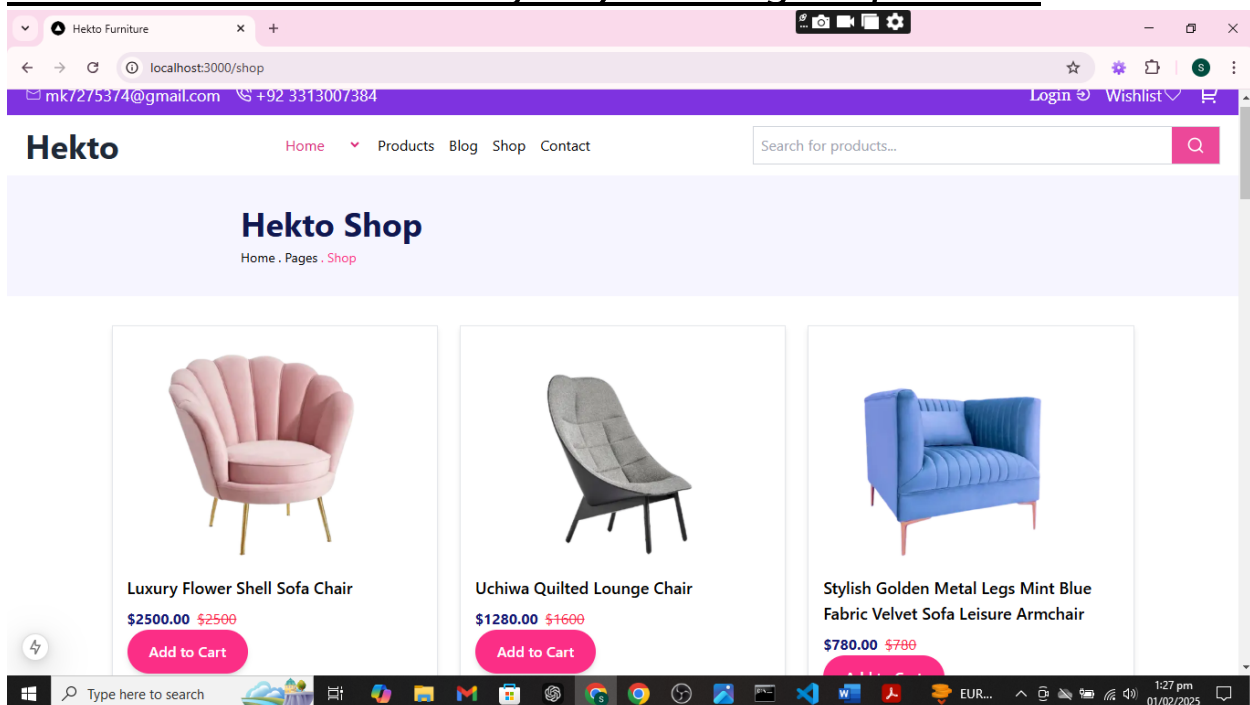 Hekto Furniture
localhost:3000/shop
S
mk7275374@gmail.com +92 3313007384 Login Wishlist
Hekto Home Products Blog Shop Contact Search for products...
Hekto Shop
Home . Pages . Shop
Luxury Flower Shell Sofa Chair
$2500.00 $2500
Add to Cart
Uchiwa Quilted Lounge Chair
$1280.00 $1600
Add to Cart
Stylish Golden Metal Legs Mint Blue
Fabric Velvet Sofa Leisure Armchair
$780.00 $780
Add to Cart
Type here to search EUR... 1:27 pm
01/02/2025